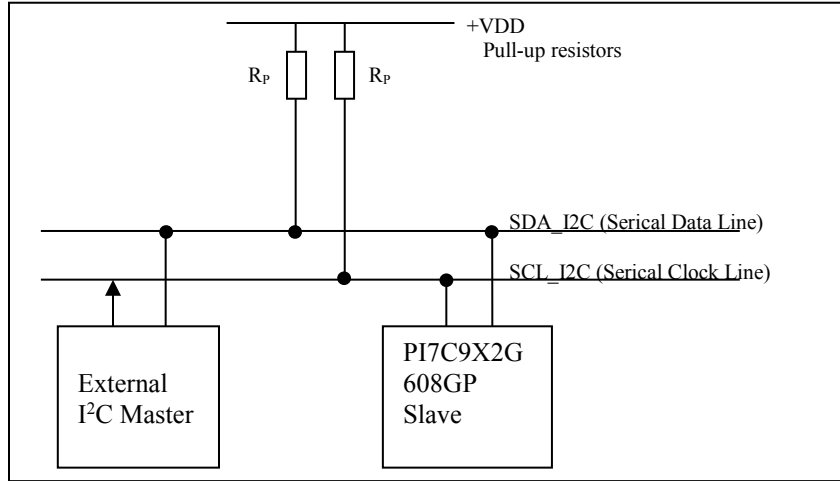 +VDD
Pull-up resistors
RP
RP
SDA_I2C (Serical Data Line)
SCL_I2C (Serical Clock Line)
External
I²C Master
PI7C9X2G
608GP
Slave